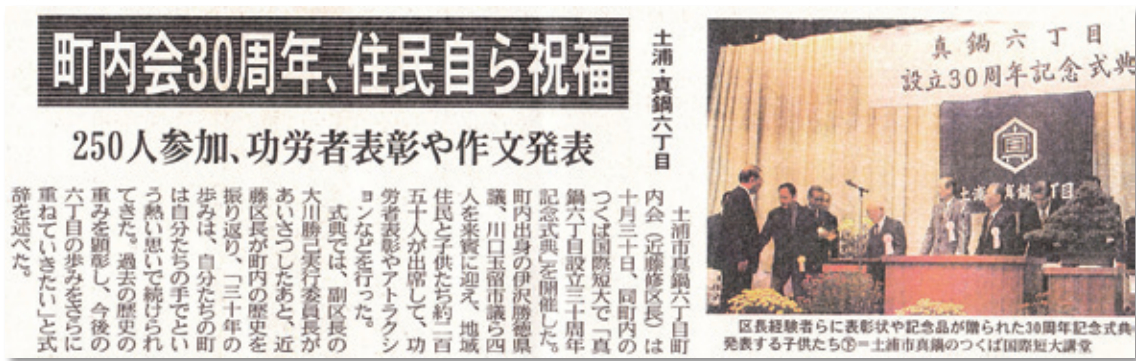 町内会30周年、住民自ら祝福
250人参加、功労者表彰や作文発表
土浦・真鍋六丁目
土浦市真鍋六丁目町
内会(近藤修区長)は
十月三十日、同町内の
つくば国際短大で「真
鍋六丁目設立三十周年
記念式典」を開催した。
町内出身の伊沢勝徳県
議、川口玉留市議ら四
人を来賓に迎え、地域
住民と子供たち約二百
五十人が出席して、功
労者表彰やアトラクシ
ョンなどを行った。
式典では、副区長の
大川勝己実行委員長が
あいさつしたあと、近
藤区長が町内の歴史を
振り返り、「三十年の
歩みは、自分たちの町
は自分たちの手でとい
う熱い思いで続けられ
てきた。過去の歴史の
重みを顕彰し、今後の
六丁目の歩みをさらに
重ねていきたい」と式
辞を述べた。
真鍋六丁目
設立30周年記念式典
土浦市真鍋六丁目
区長経験者らに表彰状や記念品が贈られた30周年記念式典
発表する子供たち㊦＝土浦市真鍋のつくば国際短大講堂